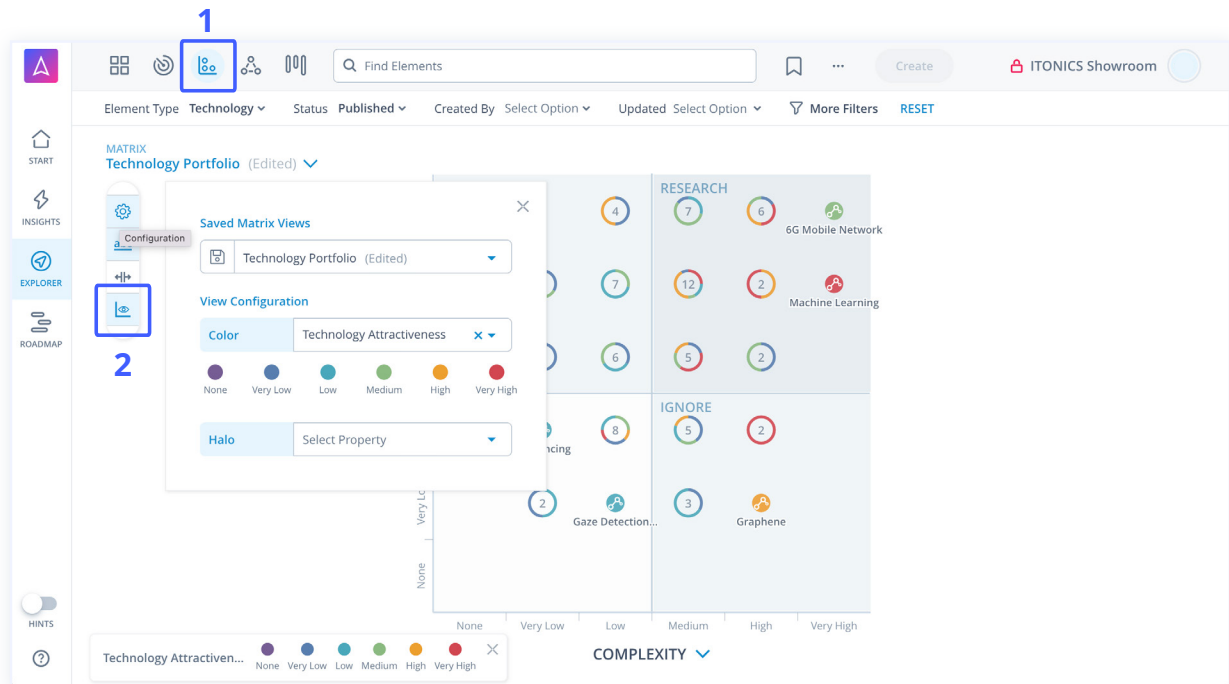 1
Find Elements
...
Create
ITONICS Showroom
Element Type Technology
Status Published
Created By Select Option
Updated Select Option
More Filters
RESET
START
INSIGHTS
EXPLORER
ROADMAP
HINTS
MATRIX
Technology Portfolio (Edited)
Configuration
2
Saved Matrix Views
Technology Portfolio (Edited)
View Configuration
Color Technology Attractiveness
None Very Low Low Medium High Very High
Halo Select Property
RESEARCH
4 7 6
6G Mobile Network
7 12 2
Machine Learning
6 5 2
IGNORE
8 5 2
2 3
Gaze Detection...
Graphene
None
None Very Low Low Medium High Very High
COMPLEXITY
Technology Attractiven...
None Very Low Low Medium High Very High